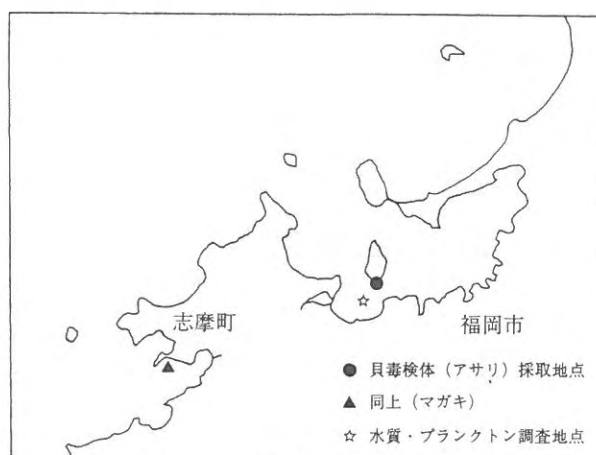 志摩町
福岡市
● 貝毒検体（アサリ）採取地点
▲ 同上（マガキ）
☆ 水質・プランクトン調査地点